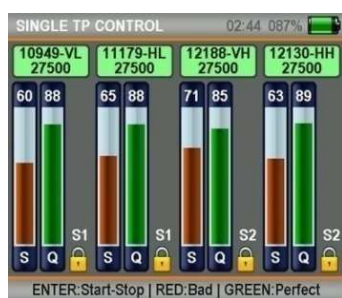 SINGLE TP CONTROL 02:44 087%
10949-VL 11179-HL 12188-VH 12130-HH
27500 27500 27500 27500
60 88 65 88 71 85 63 89
S1 S1 S2 S2
S Q S Q S Q S Q
ENTER:Start-Stop | RED:Bad | GREEN:Perfect